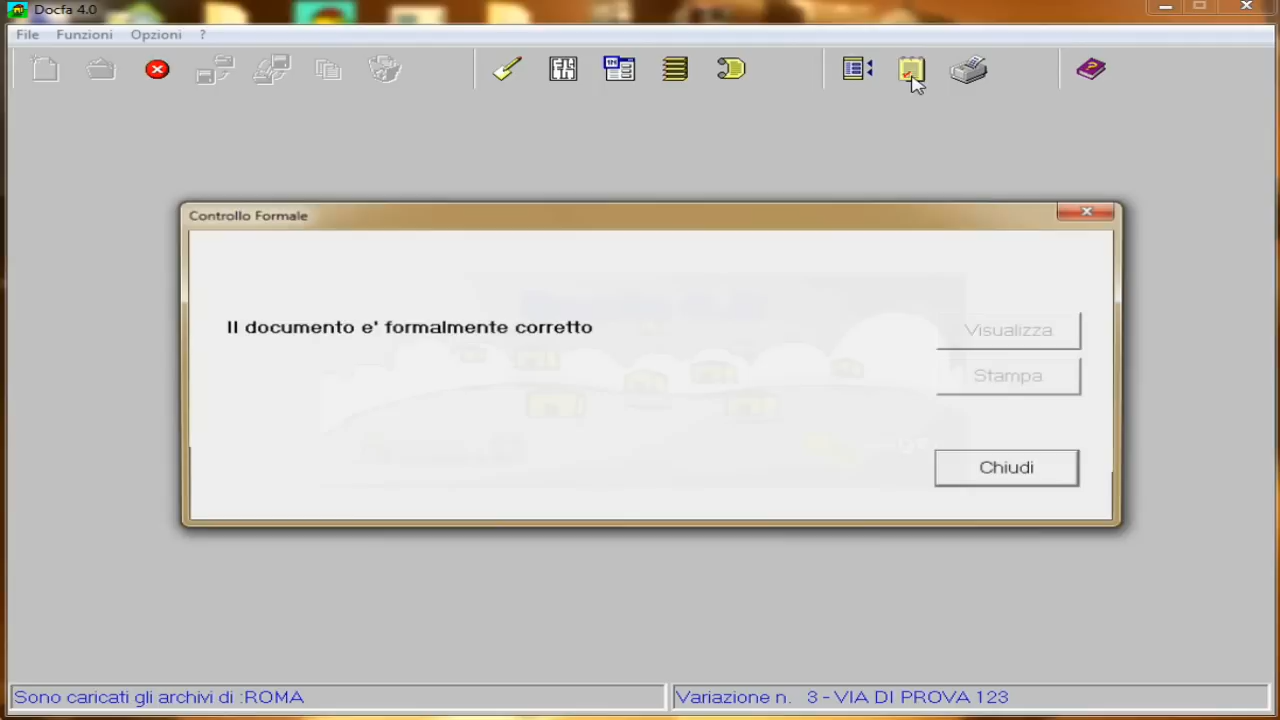 Docfa 4.0
File Funzioni Opzioni ?
Controllo Formale
Il documento e' formalmente corretto
Visualizza
Stampa
Chiudi
Sono caricati gli archivi di :ROMA
Variazione n. 3 - VIA DI PROVA 123